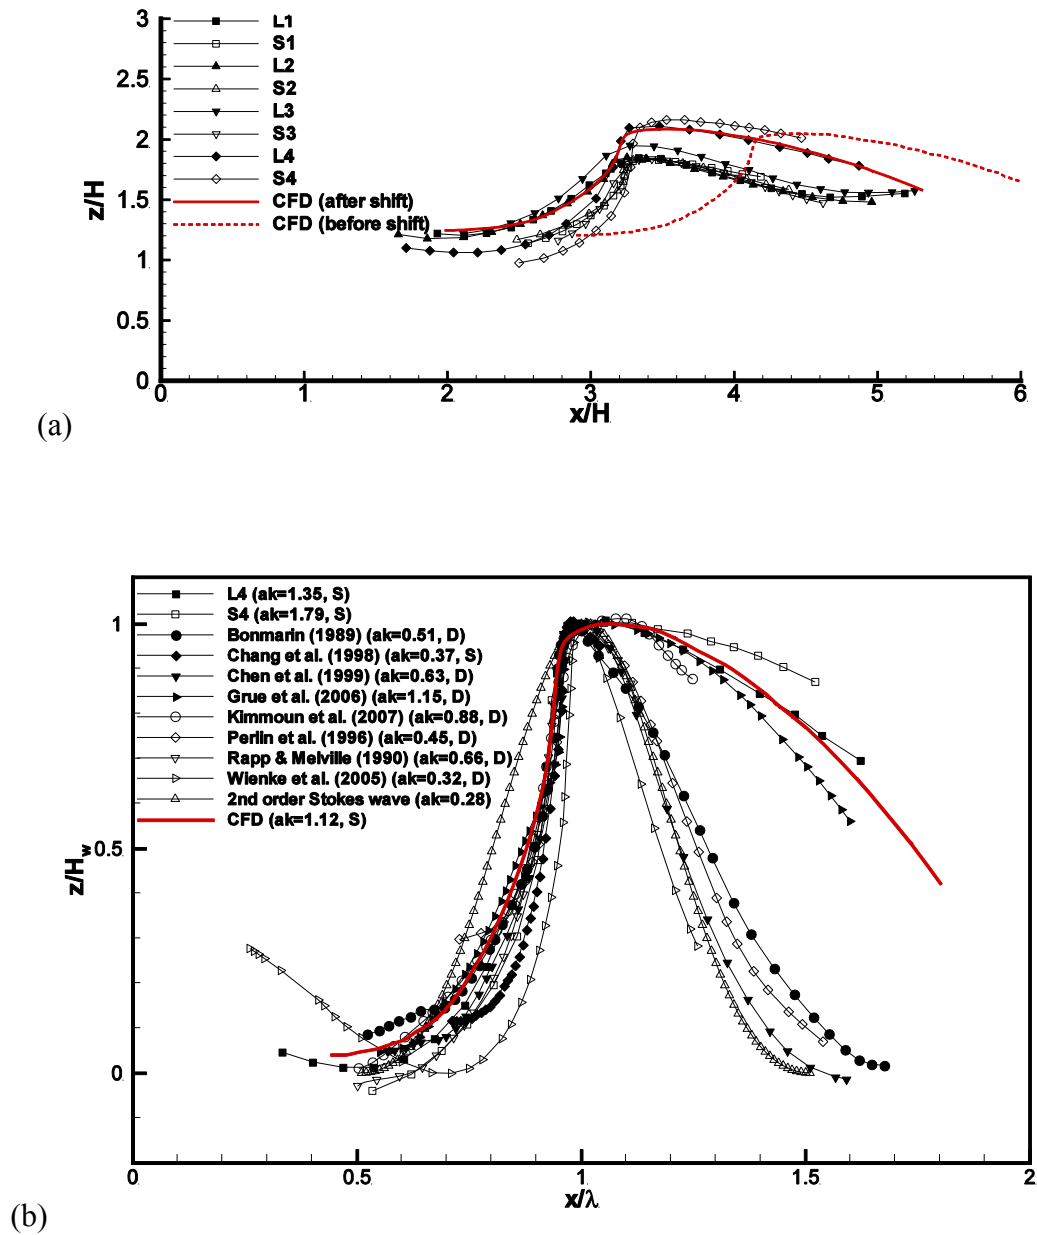 3
2.5
2
1.5
1
0.5
0
z/H
L1
S1
L2
S2
L3
S3
L4
S4
CFD (after shift)
CFD (before shift)
0 1 2 3 4 5 6
x/H
(a)
1
0.5
0
z/Hw
L4 (ak=1.35, S)
S4 (ak=1.79, S)
Bonmarin (1989) (ak=0.51, D)
Chang et al. (1998) (ak=0.37, S)
Chen et al. (1999) (ak=0.63, D)
Grue et al. (2006) (ak=1.15, D)
Kimmoun et al. (2007) (ak=0.88, D)
Perlin et al. (1996) (ak=0.45, D)
Rapp & Melville (1990) (ak=0.66, D)
Wienke et al. (2005) (ak=0.32, D)
2nd order Stokes wave (ak=0.28)
CFD (ak=1.12, S)
0 0.5 1 1.5 2
x/λ
(b)